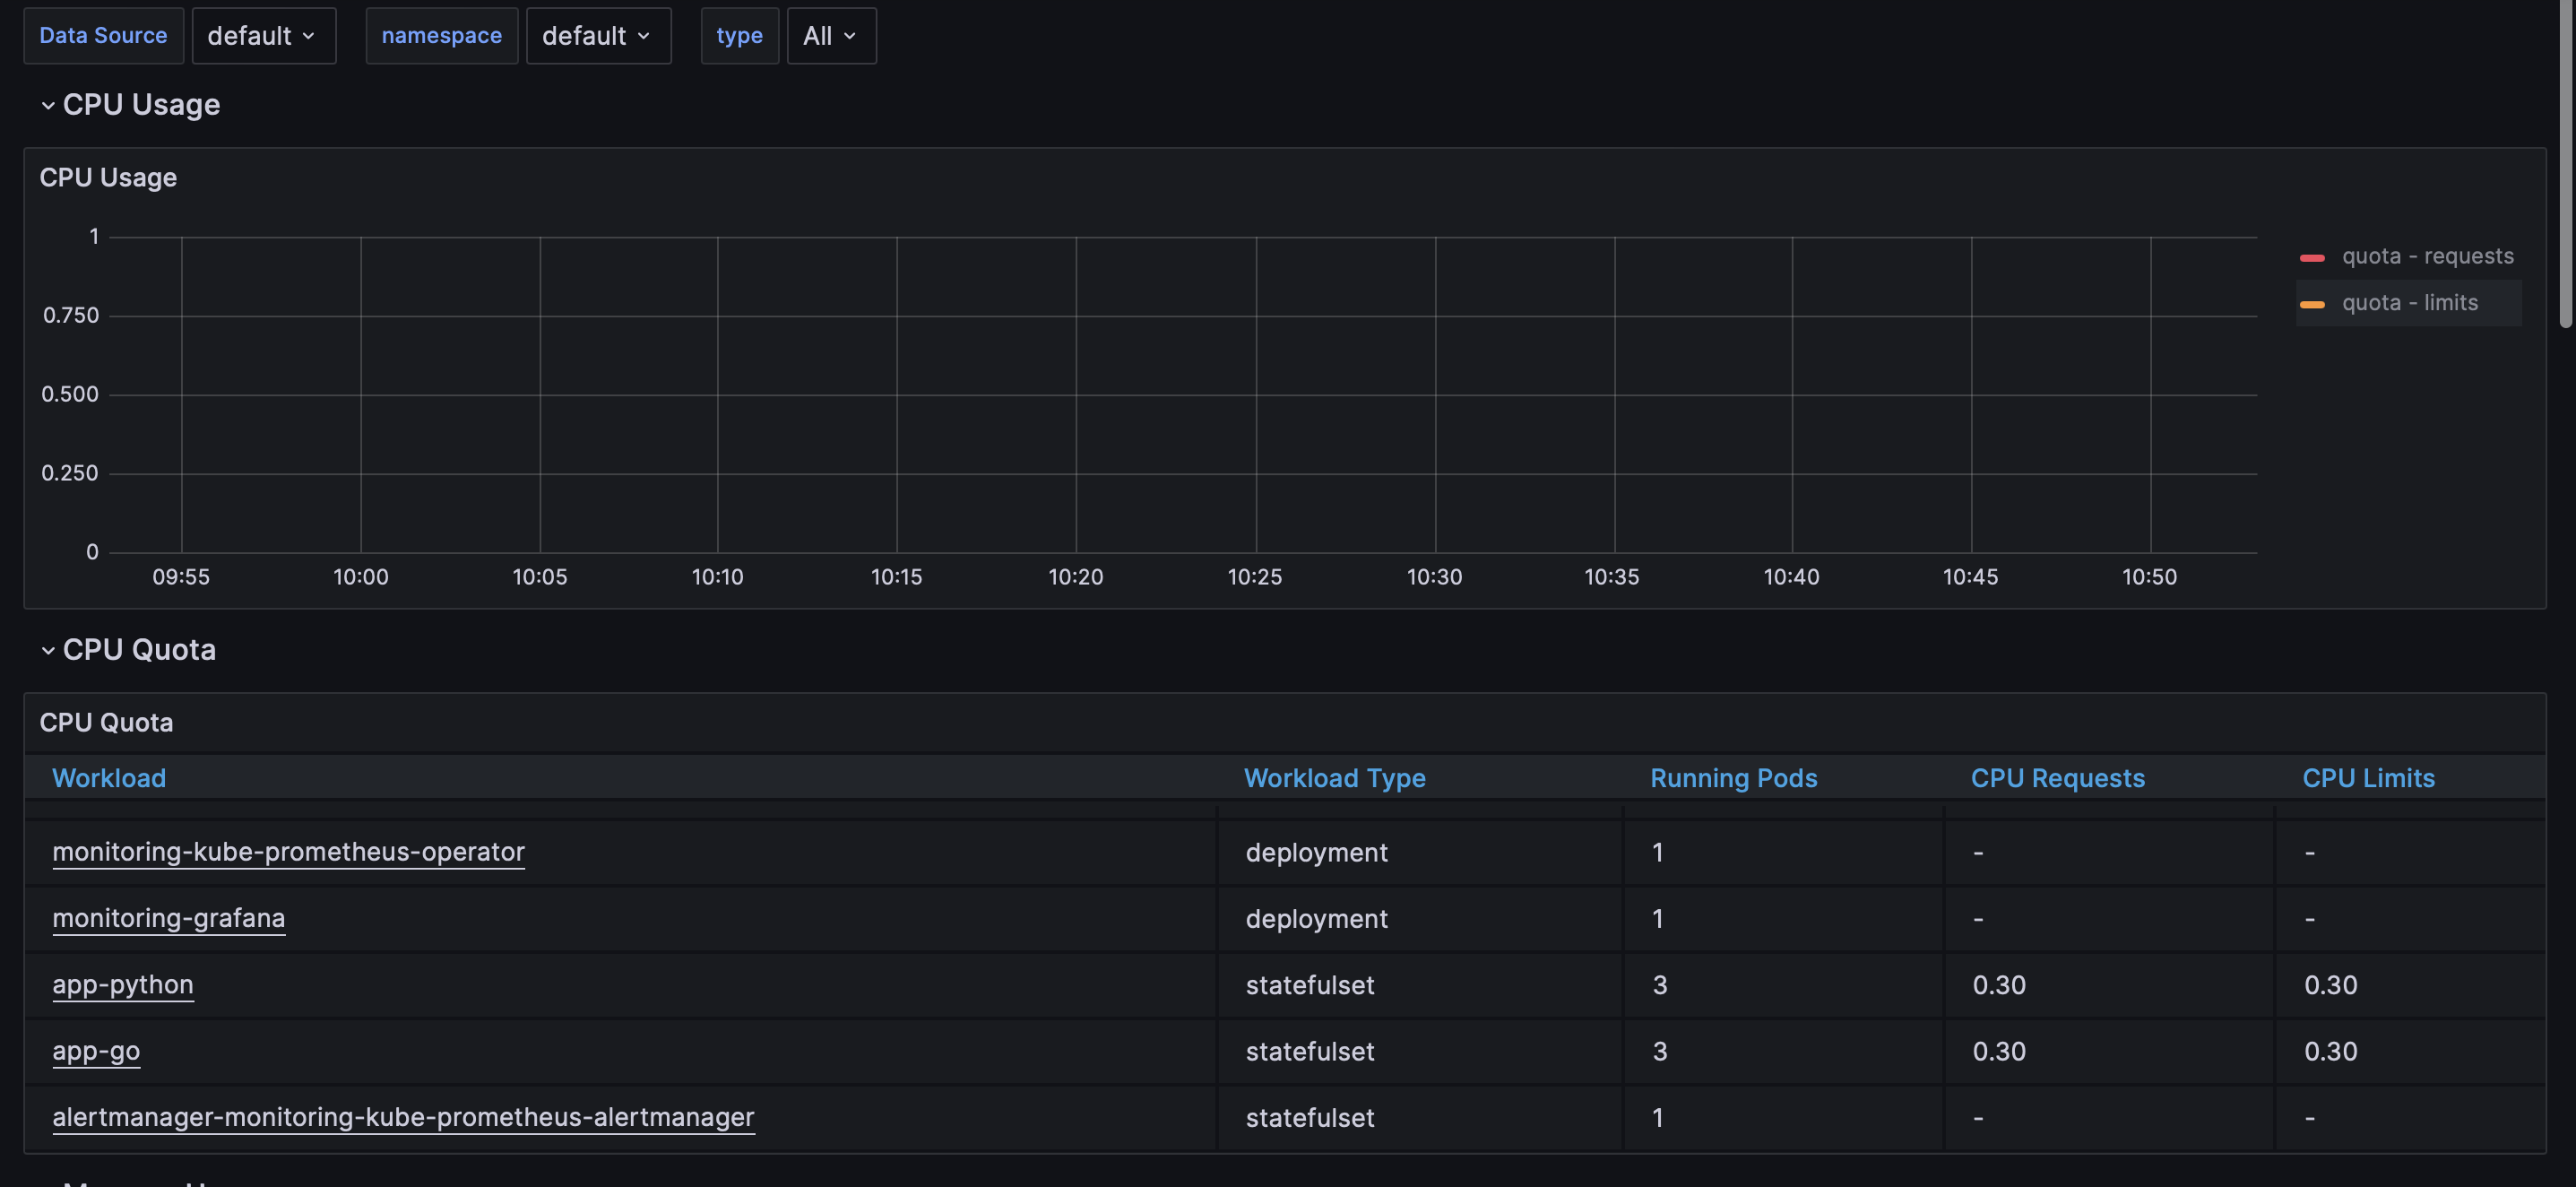 Data Source default namespace default type All
CPU Usage
CPU Usage
1
0.750
0.500
0.250
0
09:55 10:00 10:05 10:10 10:15 10:20 10:25 10:30 10:35 10:40 10:45 10:50
quota - requests
quota - limits
CPU Quota
CPU Quota
Workload Workload Type Running Pods CPU Requests CPU Limits
monitoring-kube-prometheus-operator deployment 1 - -
monitoring-grafana deployment 1 - -
app-python statefulset 3 0.30 0.30
app-go statefulset 3 0.30 0.30
alertmanager-monitoring-kube-prometheus-alertmanager statefulset 1 - -